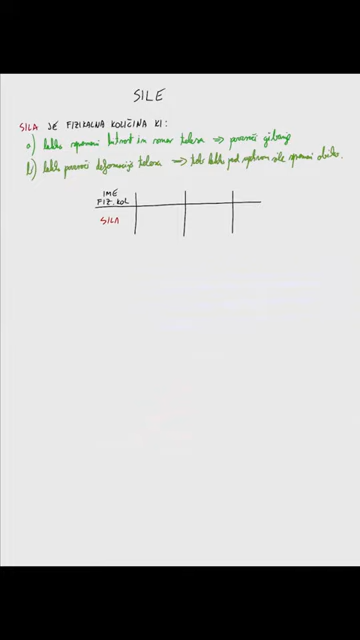 SILE
SILA JE FIZIKALNA KOLIČINA KI:
a) lahko spremeni hitrost in smer telesa => povzroči gibanje
b) lahko povzroči deformacijo telesa => telo lahko pod vplivom sile spremeni obliko.
IME
FIZ. KOL
SILA